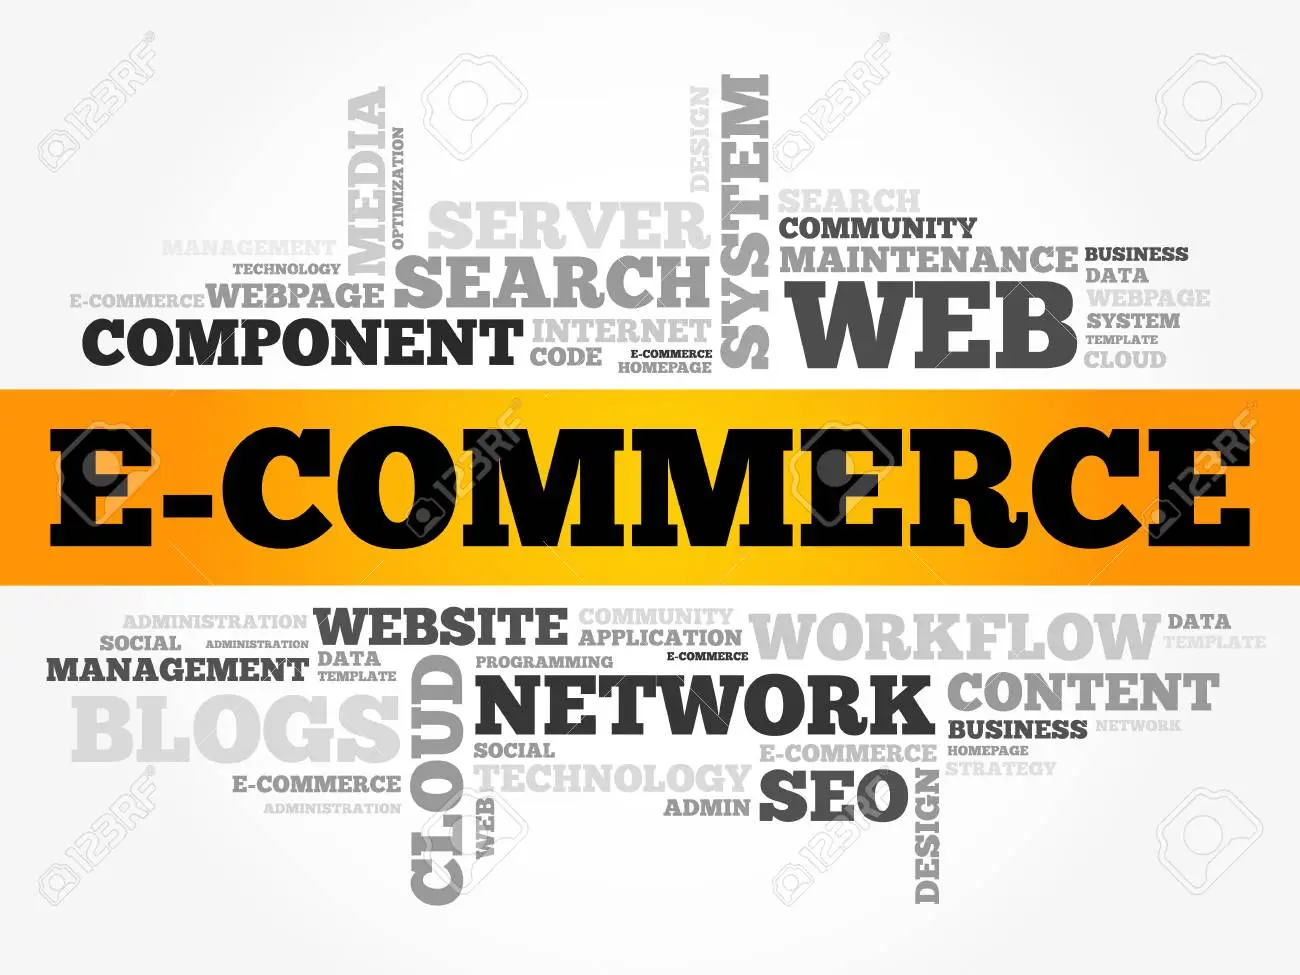 MEDIA
OPTIMIZATION
DESIGN
SYSTEM
SERVER
SEARCH
SEARCH
COMMUNITY
MAINTENANCE
BUSINESS
DATA
MANAGEMENT
TECHNOLOGY
E-COMMERCE
WEBPAGE
WEB
WEBPAGE
SYSTEM
TEMPLATE
CLOUD
COMPONENT
INTERNET
CODE
E-COMMERCE
HOMEPAGE
E-COMMERCE
ADMINISTRATION
SOCIAL
ADMINISTRATION
MANAGEMENT
WEBSITE
DATA
TEMPLATE
COMMUNITY
APPLICATION
PROGRAMMING
E-COMMERCE
WORKFLOW
DATA
TEMPLATE
BLOGS
CLOUD
NETWORK
CONTENT
BUSINESS
NETWORK
HOMEPAGE
STRATEGY
SOCIAL
E-COMMERCE
TECHNOLOGY
E-COMMERCE
ADMINISTRATION
WEB
ADMIN
SEO
DESIGN
123RF
123RF
123RF
123RF
123RF
123RF
123RF
123RF
123RF